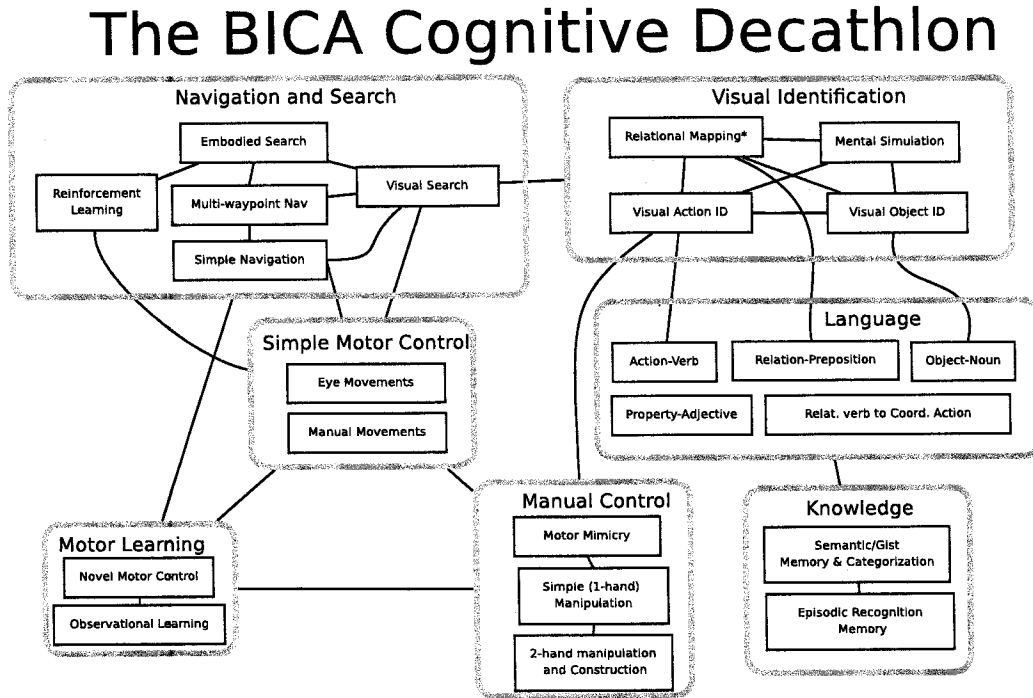 The BICA Cognitive Decathlon
Navigation and Search
Embodied Search
Reinforcement
Learning
Multi-waypoint Nav
Visual Search
Simple Navigation
Visual Identification
Relational Mapping*
Mental Simulation
Visual Action ID
Visual Object ID
Simple Motor Control
Eye Movements
Manual Movements
Language
Action-Verb
Relation-Preposition
Object-Noun
Property-Adjective
Relat. verb to Coord. Action
Motor Learning
Novel Motor Control
Observational Learning
Manual Control
Motor Mimicry
Simple (1-hand)
Manipulation
2-hand manipulation
and Construction
Knowledge
Semantic/Gist
Memory & Categorization
Episodic Recognition
Memory